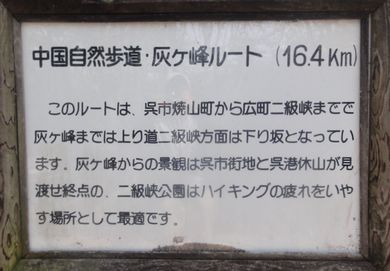 中国自然歩道・灰ヶ峰ルート (16.4Km)
このルートは、呉市焼山町から広町二級峡までで
灰ヶ峰までは上り道二級峡方面は下り坂となってい
ます。灰ヶ峰からの景観は呉市街地と呉港休山が見
渡せ終点の、二級峡公園はハイキングの疲れをいや
す場所として最適です。